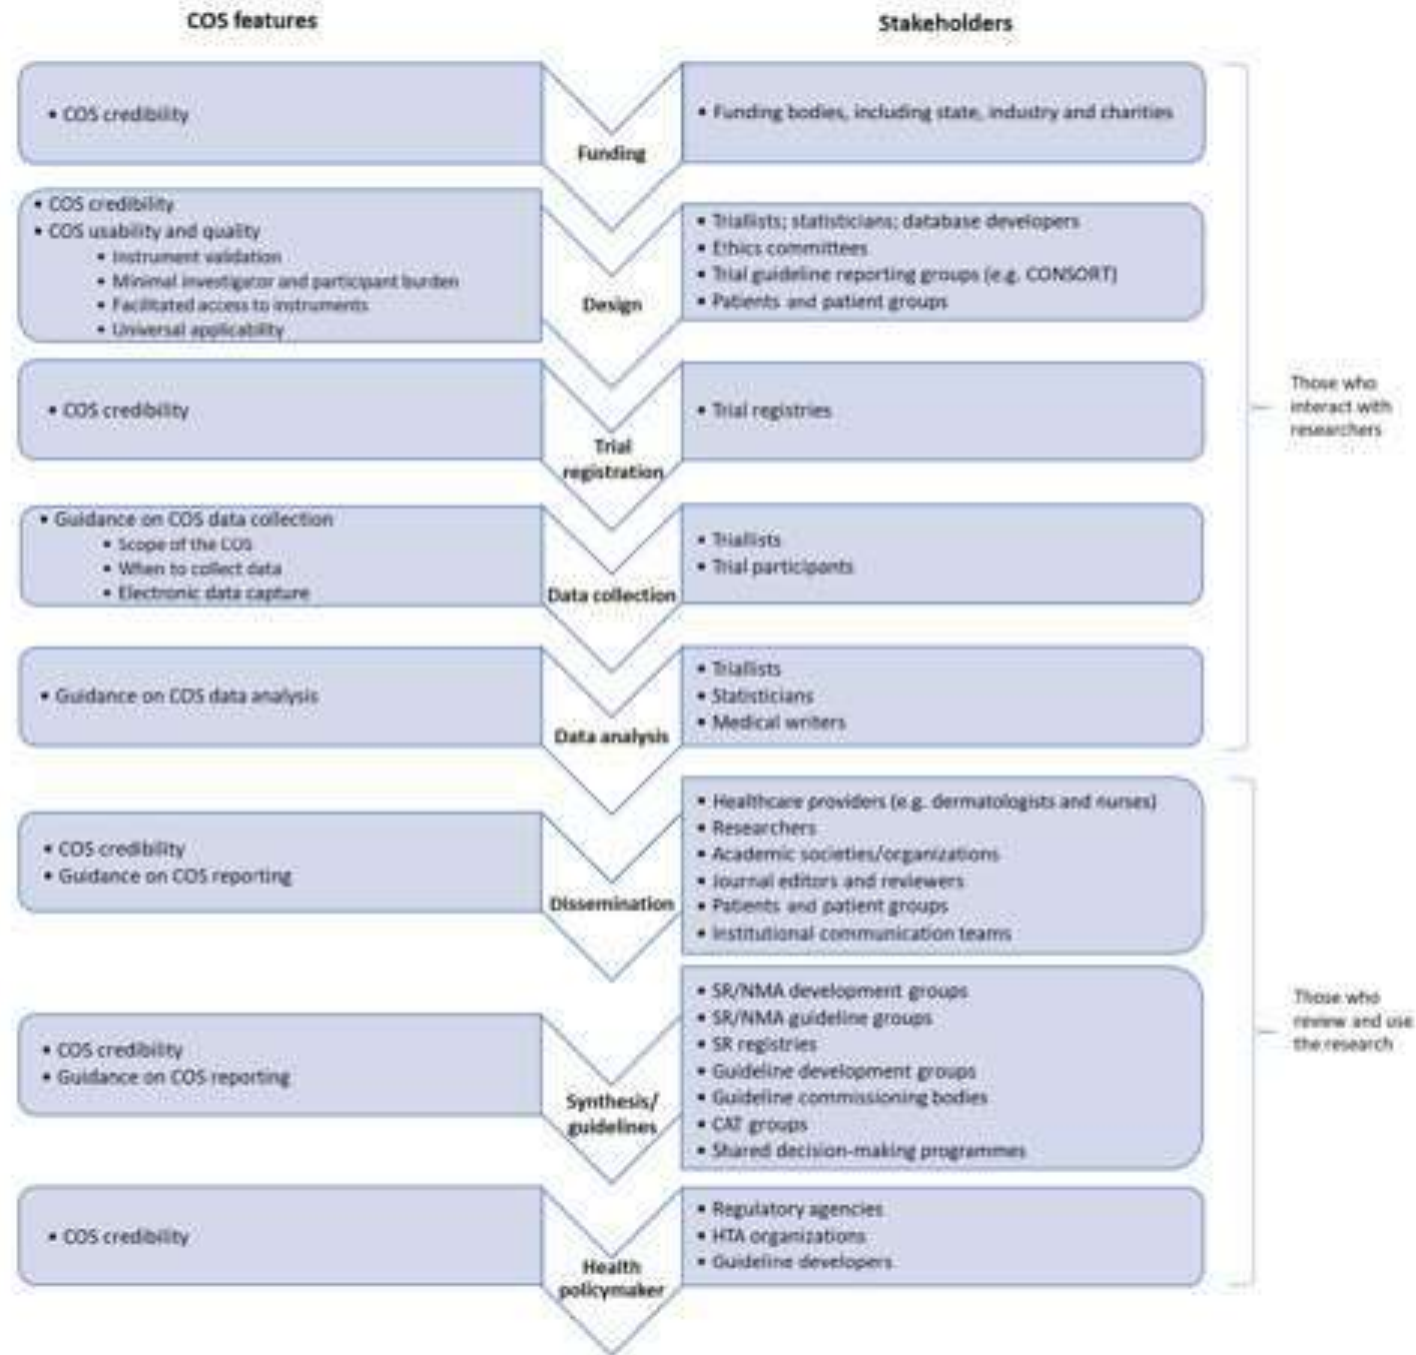 COS features
Stakeholders
• COS credibility
Funding
• Funding bodies, including state, industry and charities
• COS credibility
• COS usability and quality
• Instrument validation
• Minimal investigator and participant burden
• Facilitated access to instruments
• Universal applicability
Design
• Triallists; statisticians; database developers
• Ethics committees
• Trial guideline reporting groups (e.g. CONSORT)
• Patients and patient groups
• COS credibility
Trial
registration
• Trial registries
Those who
interact with
researchers
• Guidance on COS data collection
• Scope of the COS
• When to collect data
• Electronic data capture
Data collection
• Triallists
• Trial participants
• Guidance on COS data analysis
Data analysis
• Triallists
• Statisticians
• Medical writers
• COS credibility
• Guidance on COS reporting
Dissemination
• Healthcare providers (e.g. dermatologists and nurses)
• Researchers
• Academic societies/organizations
• Journal editors and reviewers
• Patients and patient groups
• Institutional communication teams
• COS credibility
• Guidance on COS reporting
Synthesis/
guidelines
• SR/NMA development groups
• SR/NMA guideline groups
• SR registries
• Guideline development groups
• Guideline commissioning bodies
• CAT groups
• Shared decision-making programmes
Those who
review and use
the research
• COS credibility
Health
policymaker
• Regulatory agencies
• HTA organizations
• Guideline developers